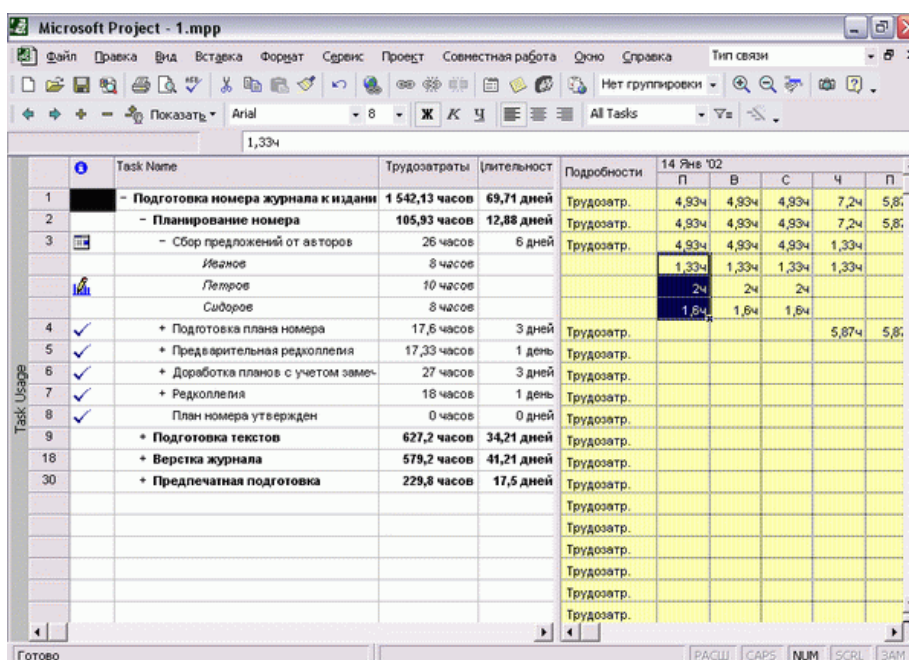 Microsoft Project - 1.mpp
Файл Правка Вид Вставка Формат Сервис Проект Совместная работа Окно Справка Тип связи
Нет группировки
Показать Arial 8 Ж К Ч All Tasks
1,33ч
Task Name Трудозатраты Длительност Подробности 14 Янв '02
П В С Ч П
1 − Подготовка номера журнала к издани 1 542,13 часов 69,71 дней Трудозатр. 4,93ч 4,93ч 4,93ч 7,2ч 5,87
2 − Планирование номера 105,93 часов 12,88 дней Трудозатр. 4,93ч 4,93ч 4,93ч 7,2ч 5,87
3 − Сбор предложений от авторов 26 часов 6 дней Трудозатр. 4,93ч 4,93ч 4,93ч 1,33ч
Иванов 8 часов 1,33ч 1,33ч 1,33ч 1,33ч
Петров 10 часов 2ч 2ч 2ч
Сидоров 8 часов 1,6ч 1,6ч 1,6ч
4 + Подготовка плана номера 17,6 часов 3 дней Трудозатр. 5,87ч 5,87
5 + Предварительная редколлегия 17,33 часов 1 день Трудозатр.
6 + Доработка планов с учетом замеч 27 часов 3 дней Трудозатр.
7 + Редколлегия 18 часов 1 день Трудозатр.
8 План номера утвержден 0 часов 0 дней Трудозатр.
9 + Подготовка текстов 627,2 часов 34,21 дней Трудозатр.
18 + Верстка журнала 579,2 часов 41,21 дней Трудозатр.
30 + Предпечатная подготовка 229,8 часов 17,5 дней Трудозатр.
Трудозатр.
Трудозатр.
Трудозатр.
Трудозатр.
Трудозатр.
Трудозатр.
Task Usage
Готово РАСШ CAPS NUM SCRL ЗАМ